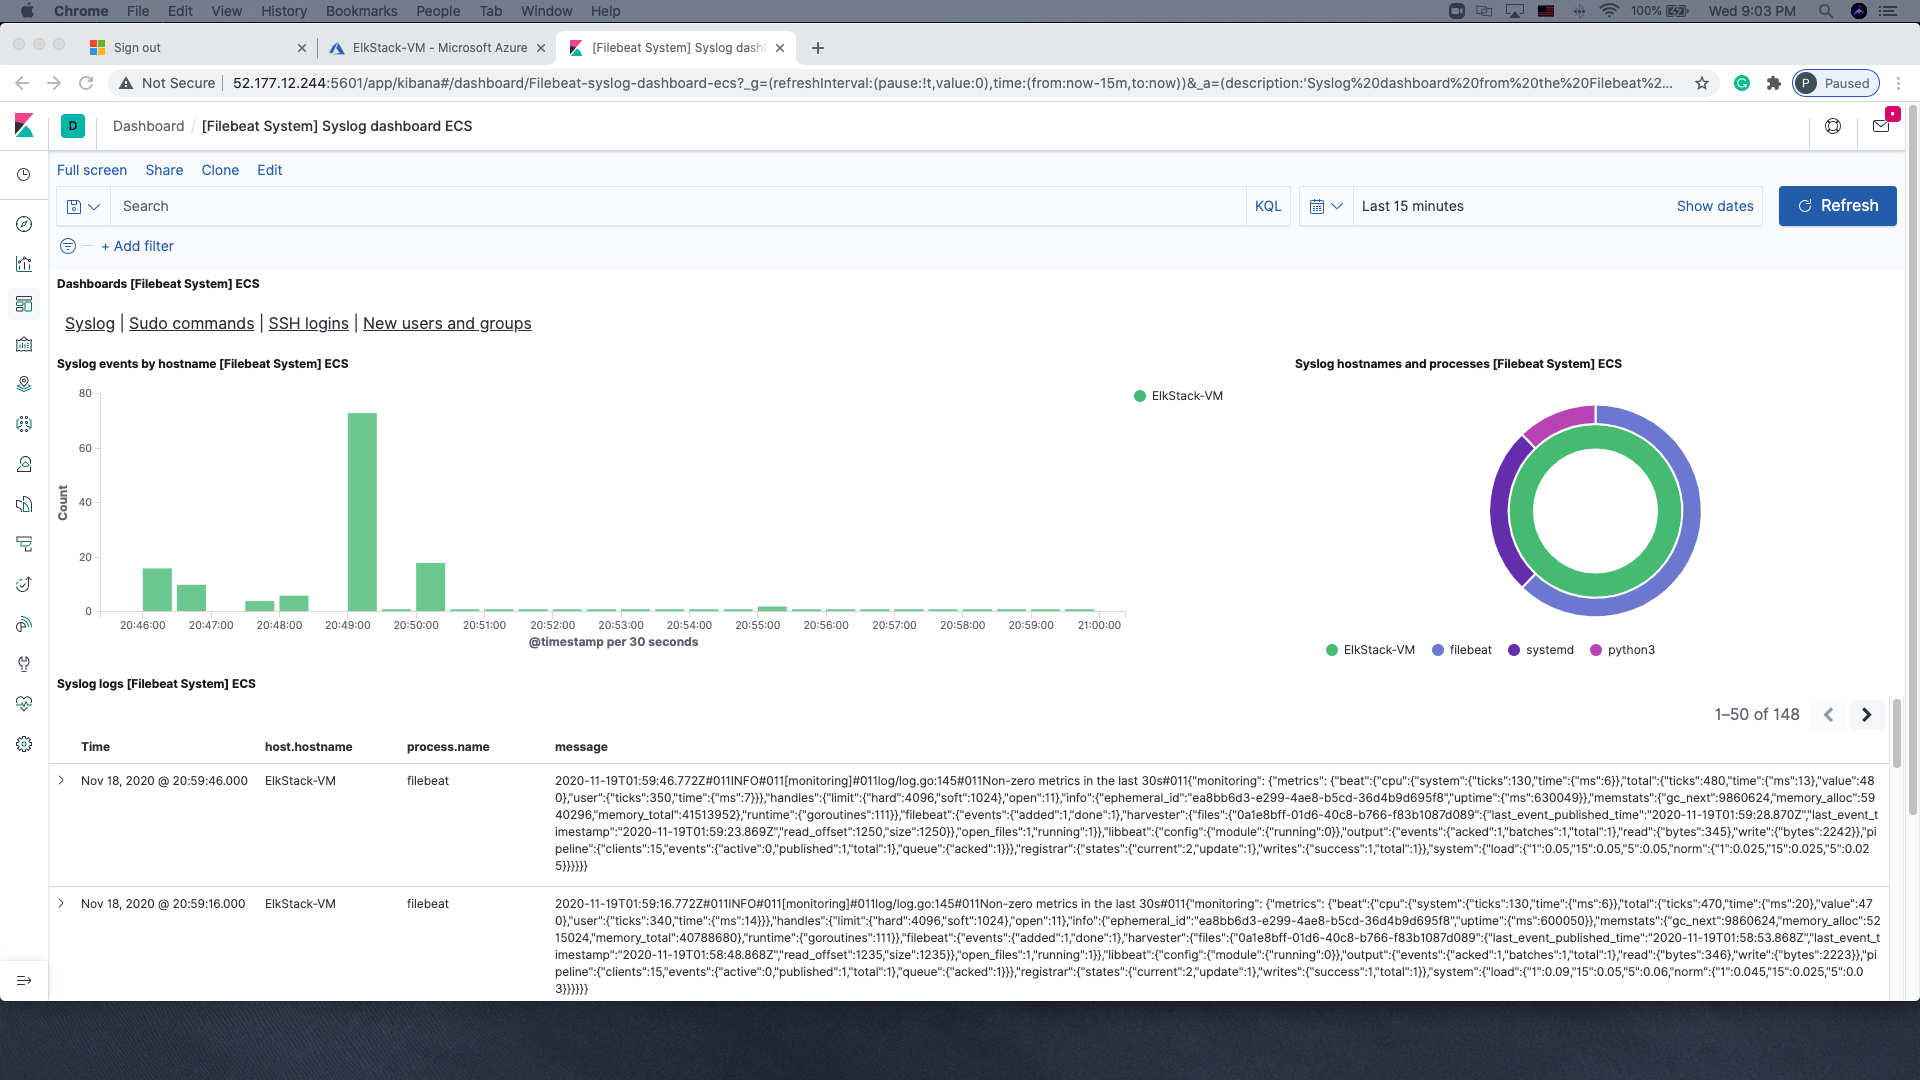 Chrome File Edit View History Bookmarks People Tab Window Help 100% Wed 9:03 PM
Sign out ElkStack-VM - Microsoft Azure [Filebeat System] Syslog dashb
Not Secure 52.177.12.244:5601/app/kibana#/dashboard/Filebeat-syslog-dashboard-ecs?_g=(refreshInterval:(pause:!t,value:0),time:(from:now-15m,to:now))&_a=(description:'Syslog%20dashboard%20from%20the%20Filebeat%2... P Paused
D Dashboard / [Filebeat System] Syslog dashboard ECS
Full screen Share Clone Edit
Search KQL Last 15 minutes Show dates Refresh
+ Add filter
Dashboards [Filebeat System] ECS
Syslog | Sudo commands | SSH logins | New users and groups
Syslog events by hostname [Filebeat System] ECS
80
60
40
20
0
Count
20:46:00 20:47:00 20:48:00 20:49:00 20:50:00 20:51:00 20:52:00 20:53:00 20:54:00 20:55:00 20:56:00 20:57:00 20:58:00 20:59:00 21:00:00
@timestamp per 30 seconds
ElkStack-VM
Syslog hostnames and processes [Filebeat System] ECS
ElkStack-VM filebeat systemd python3
Syslog logs [Filebeat System] ECS
1–50 of 148
Time host.hostname process.name message
Nov 18, 2020 @ 20:59:46.000 ElkStack-VM filebeat 2020-11-19T01:59:46.772Z#011INFO#011[monitoring]#011log/log.go:145#011Non-zero metrics in the last 30s#011{"monitoring": {"metrics": {"beat":{"cpu":{"system":{"ticks":130,"time":{"ms":6}},"total":{"ticks":480,"time":{"ms":13},"value":48
0},"user":{"ticks":350,"time":{"ms":7}}},"handles":{"limit":{"hard":4096,"soft":1024},"open":11},"info":{"ephemeral_id":"ea8bb6d3-e299-4ae8-b5cd-36d4b9d695f8","uptime":{"ms":630049}},"memstats":{"gc_next":9860624,"memory_alloc":59
40296,"memory_total":41513952},"runtime":{"goroutines":111}},"filebeat":{"events":{"added":1,"done":1},"harvester":{"files":{"0a1e8bff-01d6-40c8-b766-f83b1087d089":{"last_event_published_time":"2020-11-19T01:59:28.870Z","last_event_t
imestamp":"2020-11-19T01:59:23.869Z","read_offset":1250,"size":1250}},"open_files":1,"running":1}},"libbeat":{"config":{"module":{"running":0}},"output":{"events":{"acked":1,"batches":1,"total":1},"read":{"bytes":345},"write":{"bytes":2242}},"pi
peline":{"clients":15,"events":{"active":0,"published":1,"total":1},"queue":{"acked":1}}},"registrar":{"states":{"current":2,"update":1},"writes":{"success":1,"total":1}},"system":{"load":{"1":0.05,"15":0.05,"5":0.05,"norm":{"1":0.025,"15":0.025,"5":0.02
5}}}}}}
Nov 18, 2020 @ 20:59:16.000 ElkStack-VM filebeat 2020-11-19T01:59:16.772Z#011INFO#011[monitoring]#011log/log.go:145#011Non-zero metrics in the last 30s#011{"monitoring": {"metrics": {"beat":{"cpu":{"system":{"ticks":130,"time":{"ms":6}},"total":{"ticks":470,"time":{"ms":20},"value":47
0},"user":{"ticks":340,"time":{"ms":14}}},"handles":{"limit":{"hard":4096,"soft":1024},"open":11},"info":{"ephemeral_id":"ea8bb6d3-e299-4ae8-b5cd-36d4b9d695f8","uptime":{"ms":600050}},"memstats":{"gc_next":9860624,"memory_alloc":52
15024,"memory_total":40788680},"runtime":{"goroutines":111}},"filebeat":{"events":{"added":1,"done":1},"harvester":{"files":{"0a1e8bff-01d6-40c8-b766-f83b1087d089":{"last_event_published_time":"2020-11-19T01:58:53.868Z","last_event_t
imestamp":"2020-11-19T01:58:48.868Z","read_offset":1235,"size":1235}},"open_files":1,"running":1}},"libbeat":{"config":{"module":{"running":0}},"output":{"events":{"acked":1,"batches":1,"total":1},"read":{"bytes":346},"write":{"bytes":2223}},"pi
peline":{"clients":15,"events":{"active":0,"published":1,"total":1},"queue":{"acked":1}}},"registrar":{"states":{"current":2,"update":1},"writes":{"success":1,"total":1}},"system":{"load":{"1":0.09,"15":0.05,"5":0.06,"norm":{"1":0.045,"15":0.025,"5":0.0
3}}}}}}